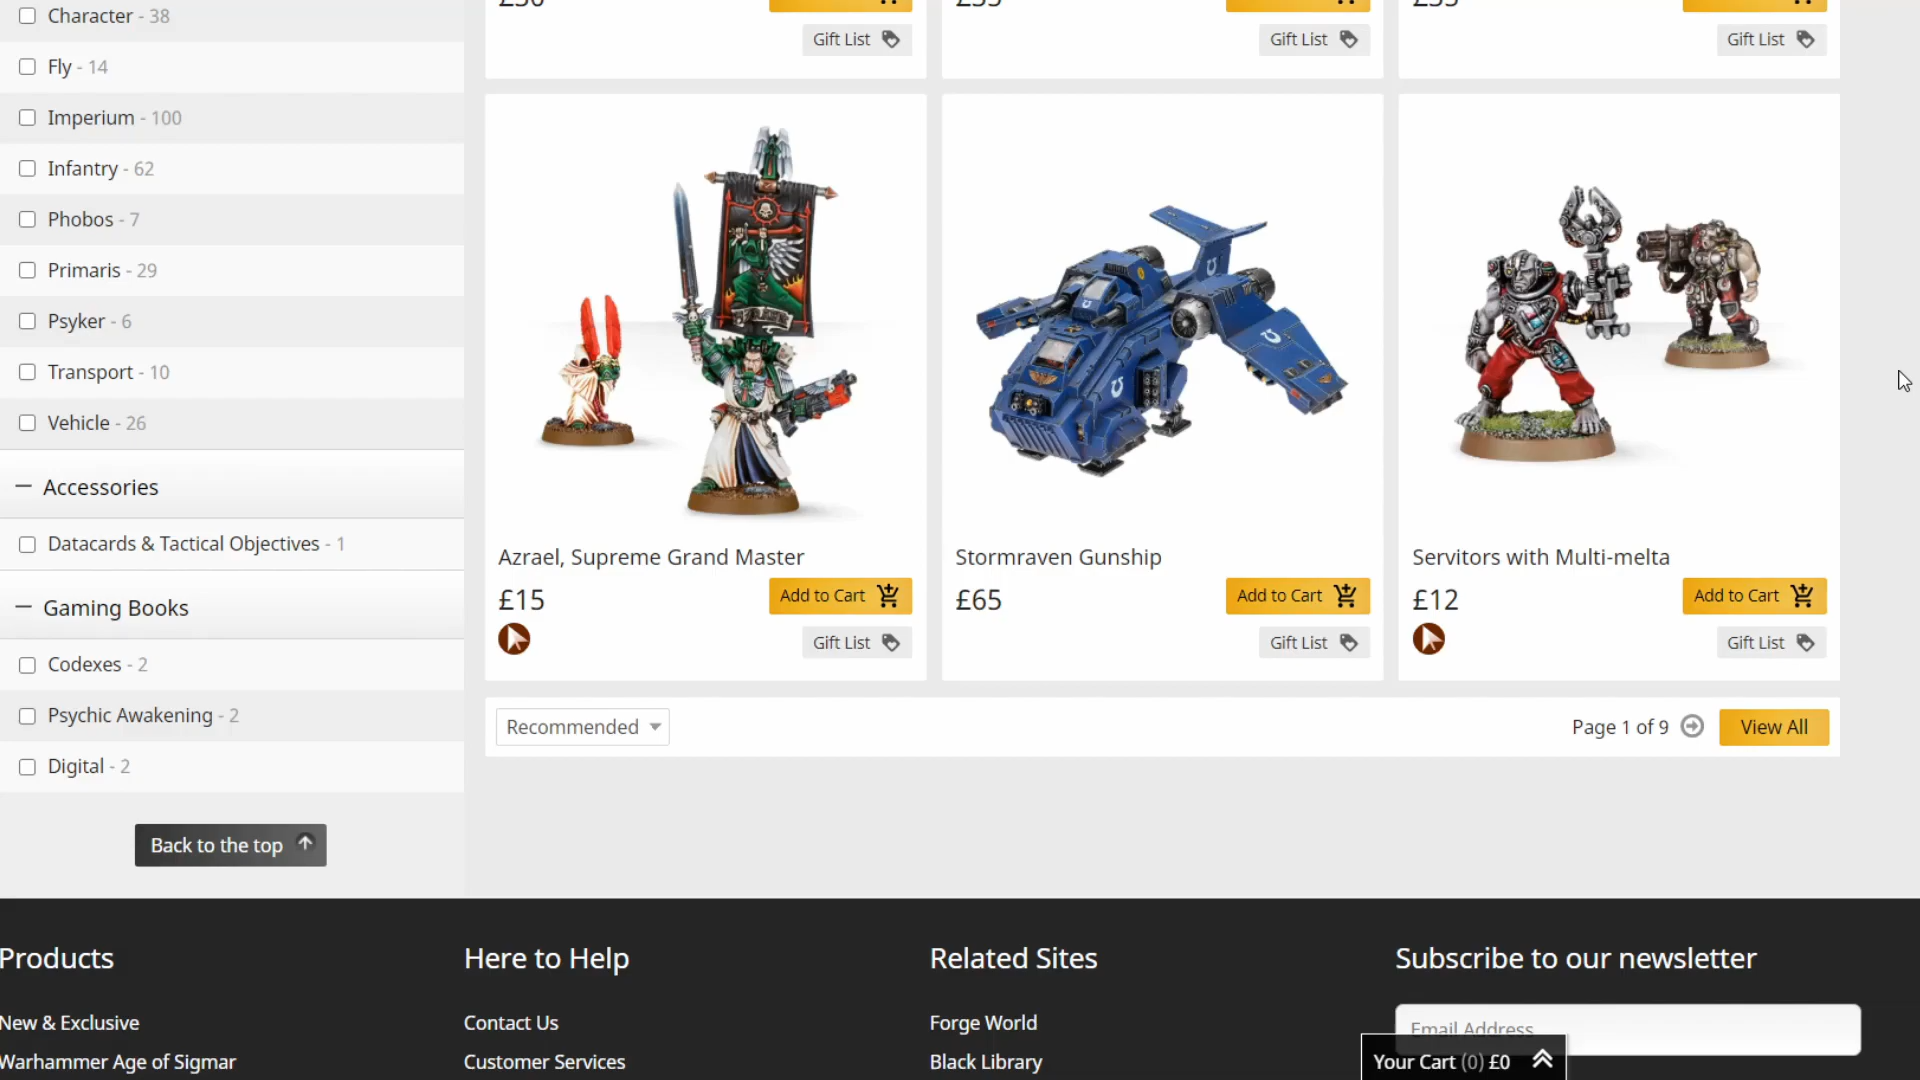 Character - 38
Fly - 14
Imperium - 100
Infantry - 62
Phobos - 7
Primaris - 29
Psyker - 6
Transport - 10
Vehicle - 26
Accessories
Datacards & Tactical Objectives - 1
Gaming Books
Codexes - 2
Psychic Awakening - 2
Digital - 2
Back to the top
Gift List
Gift List
Gift List
Azrael, Supreme Grand Master
£15
Add to Cart
Gift List
Stormraven Gunship
£65
Add to Cart
Gift List
Servitors with Multi-melta
£12
Add to Cart
Gift List
Recommended
Page 1 of 9
View All
Products
New & Exclusive
Warhammer Age of Sigmar
Here to Help
Contact Us
Customer Services
Related Sites
Forge World
Black Library
Subscribe to our newsletter
Email Address
Your Cart (0) £0